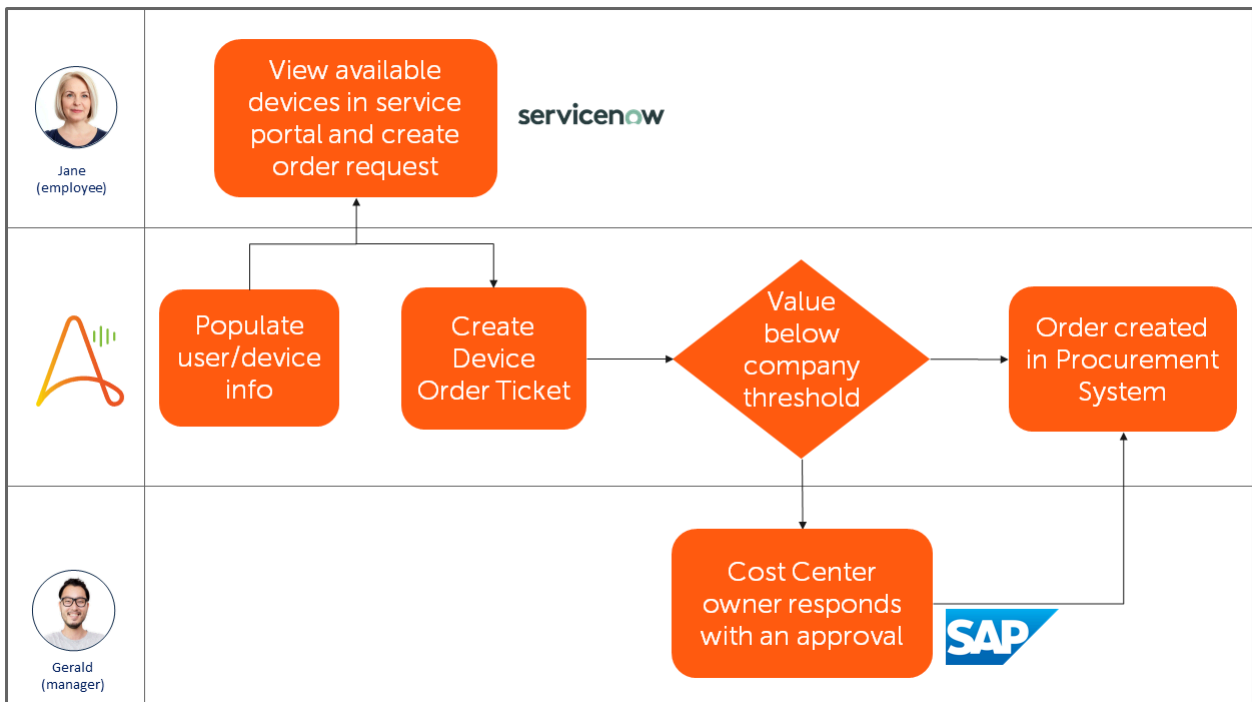 View available
devices in service
portal and create
order request
servicenow
Jane
(employee)
Populate
user/device
info
Create
Device
Order Ticket
Value
below
company
threshold
Order created
in Procurement
System
Cost Center
owner responds
with an approval
SAP
Gerald
(manager)